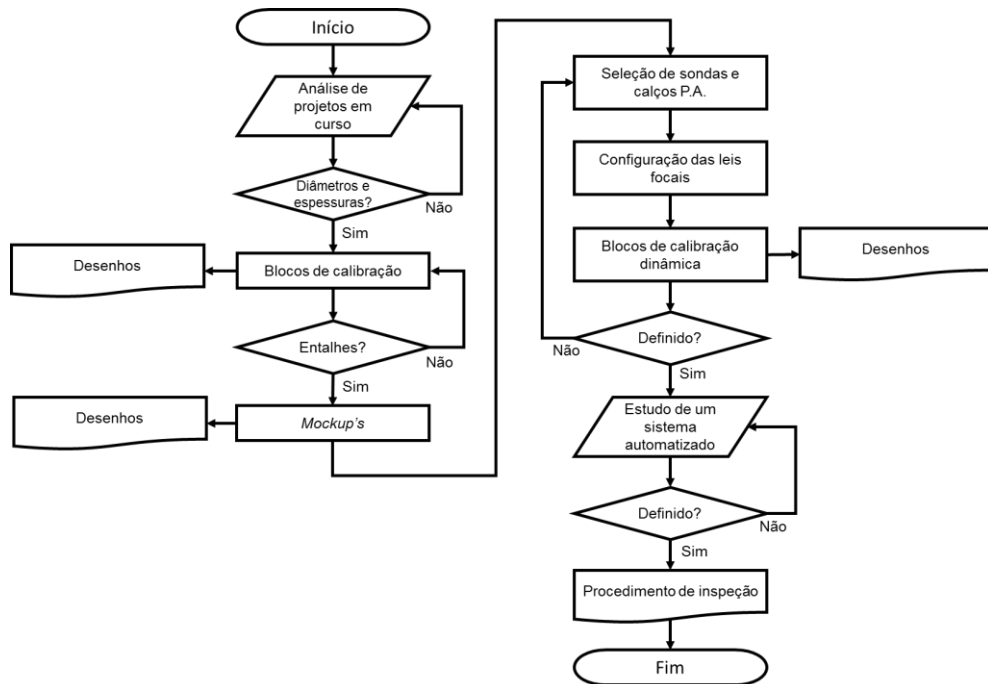 Início
Análise de
projetos em
curso
Diâmetros e
espessuras?
Não
Sim
Desenhos
Blocos de calibração
Entalhes?
Não
Sim
Desenhos
Mockup's
Seleção de sondas e
calços P.A.
Configuração das leis
focais
Blocos de calibração
dinâmica
Desenhos
Definido?
Não
Sim
Estudo de um
sistema
automatizado
Definido?
Não
Sim
Procedimento de inspeção
Fim